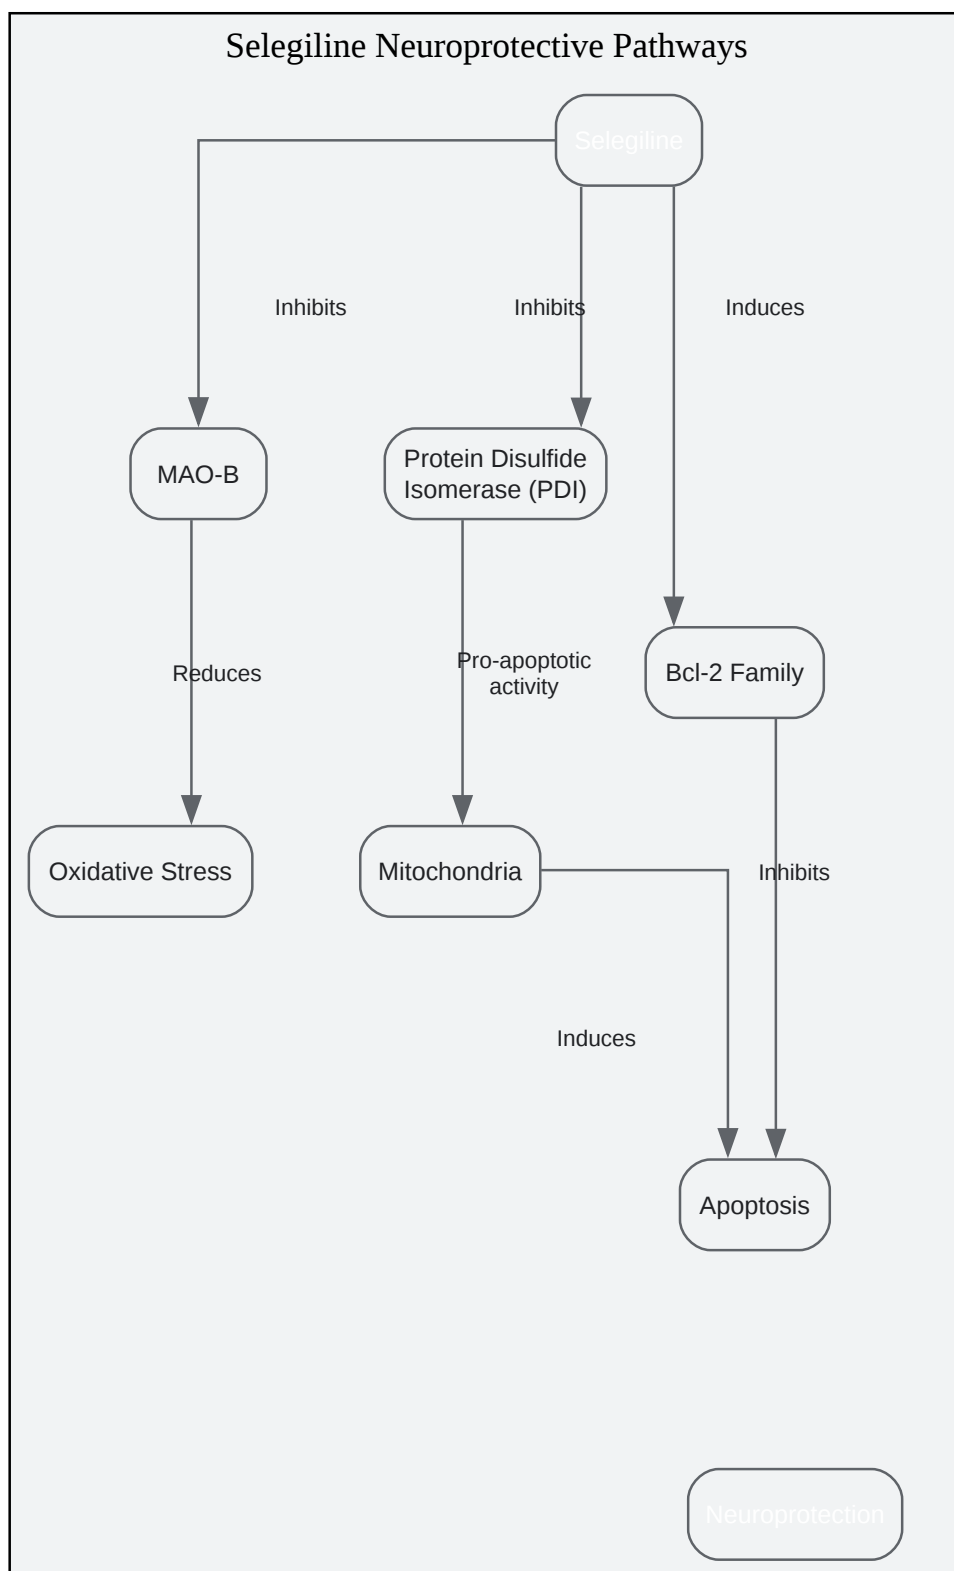 Selegiline Neuroprotective Pathways
Selegiline
Inhibits
Inhibits
Induces
MAO-B
Protein Disulfide
Isomerase (PDI)
Reduces
Pro-apoptotic
activity
Bcl-2 Family
Oxidative Stress
Mitochondria
Inhibits
Induces
Apoptosis
Neuroprotection